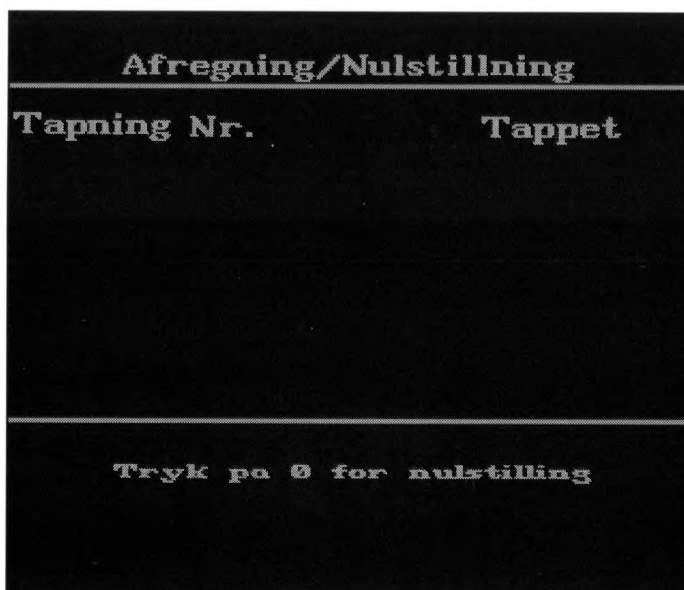 Afregning/Nulstillning
Tapning Nr. Tappet
Tryk pa 0 for nulstilling